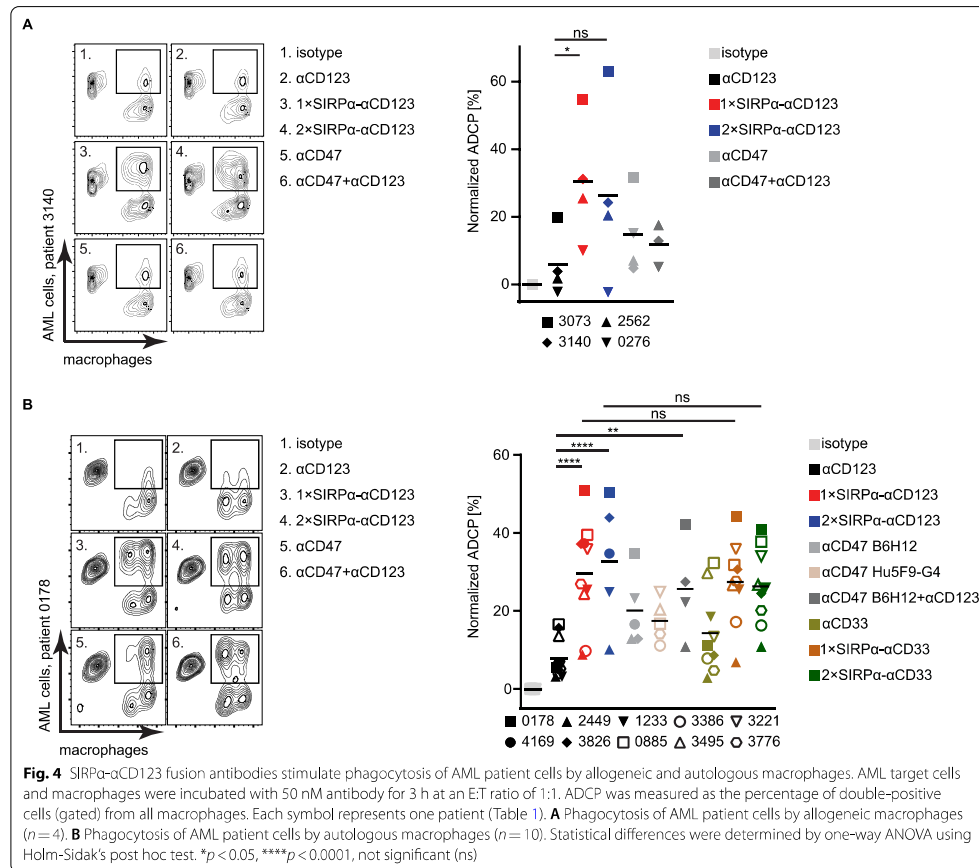 A
1.
2.
3.
4.
5.
6.
AML cells, patient 3140
macrophages
1. isotype
2. αCD123
3. 1×SIRPα-αCD123
4. 2×SIRPα-αCD123
5. αCD47
6. αCD47+αCD123
Normalized ADCP [%]
60
40
20
0
ns
*
3073
2562
3140
0276
isotype
αCD123
1×SIRPα-αCD123
2×SIRPα-αCD123
αCD47
αCD47+αCD123
B
1.
2.
3.
4.
5.
6.
AML cells, patient 0178
macrophages
1. isotype
2. αCD123
3. 1×SIRPα-αCD123
4. 2×SIRPα-αCD123
5. αCD47
6. αCD47+αCD123
Normalized ADCP [%]
60
40
20
0
ns
ns
**
****
****
0178 2449 1233 3386 3221
4169 3826 0885 3495 3776
isotype
αCD123
1×SIRPα-αCD123
2×SIRPα-αCD123
αCD47 B6H12
αCD47 Hu5F9-G4
αCD47 B6H12+αCD123
αCD33
1×SIRPα-αCD33
2×SIRPα-αCD33
Fig. 4 SIRPα-αCD123 fusion antibodies stimulate phagocytosis of AML patient cells by allogeneic and autologous macrophages. AML target cells
and macrophages were incubated with 50 nM antibody for 3 h at an E:T ratio of 1:1. ADCP was measured as the percentage of double-positive
cells (gated) from all macrophages. Each symbol represents one patient (Table 1). A Phagocytosis of AML patient cells by allogeneic macrophages
(n = 4). B Phagocytosis of AML patient cells by autologous macrophages (n = 10). Statistical differences were determined by one-way ANOVA using
Holm-Sidak's post hoc test. *p < 0.05, ****p < 0.0001, not significant (ns)